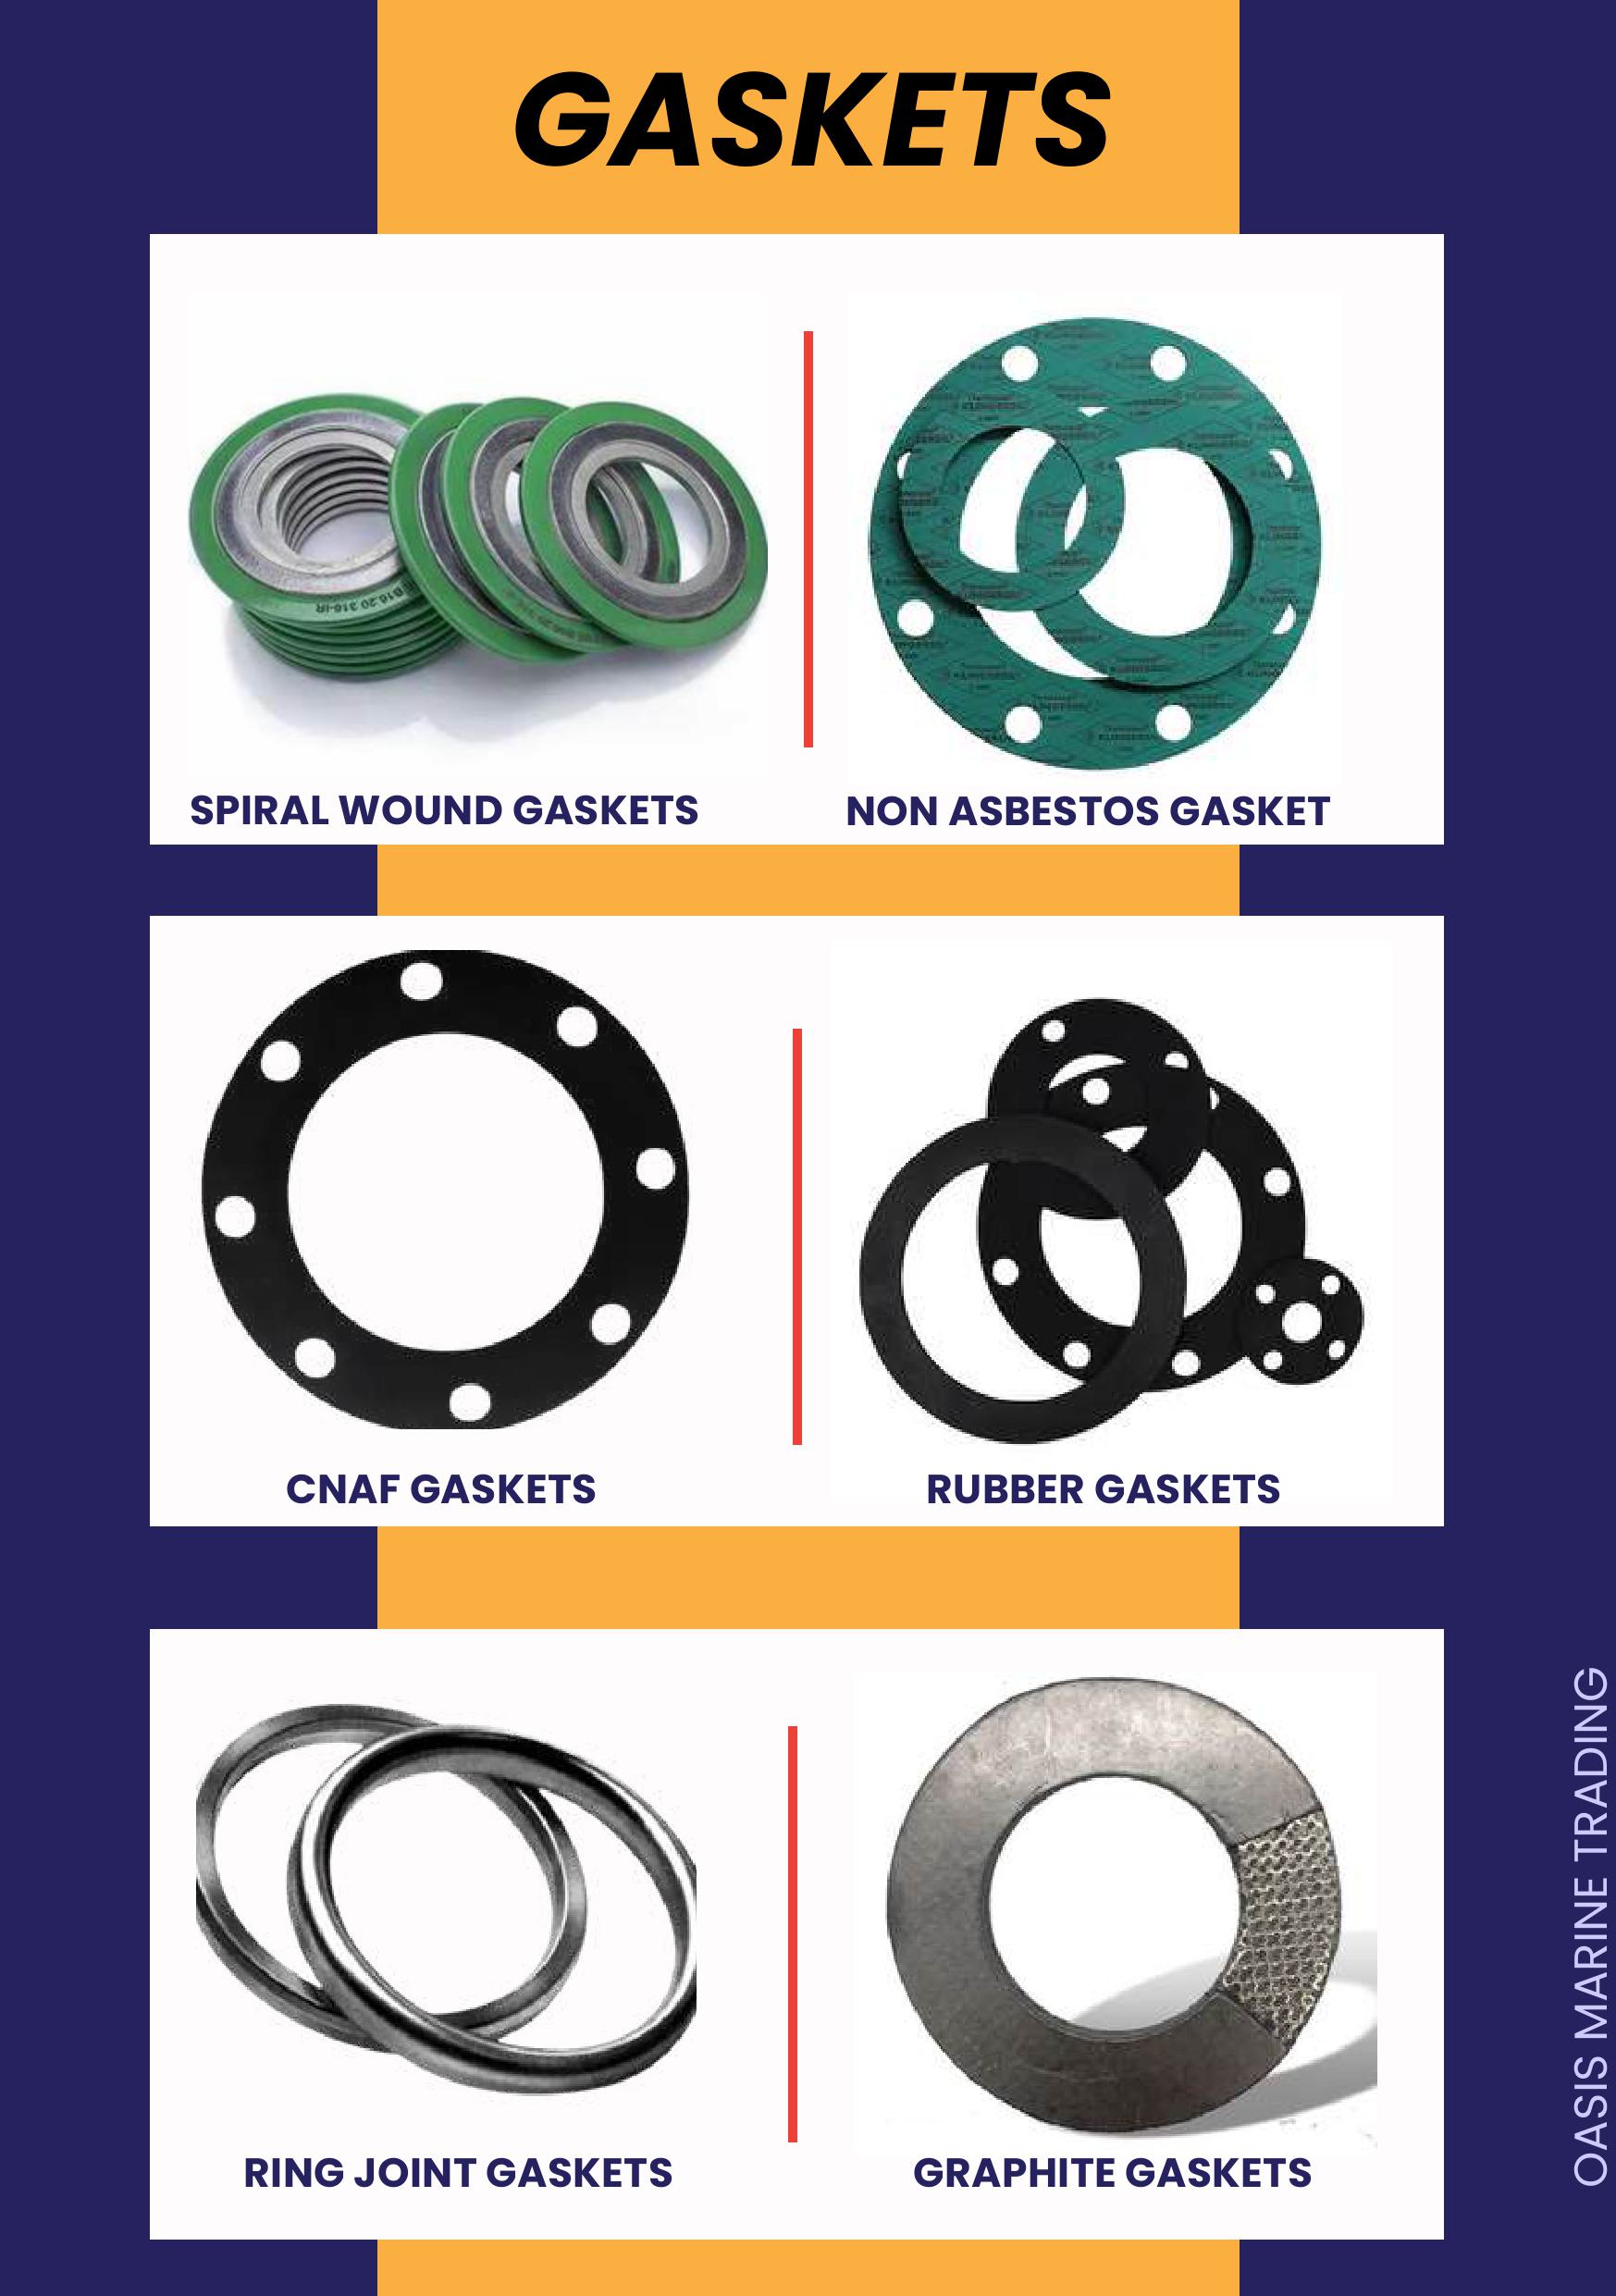 GASKETS
SPIRAL WOUND GASKETS
NON ASBESTOS GASKET
CNAF GASKETS
RUBBER GASKETS
RING JOINT GASKETS
GRAPHITE GASKETS
OASIS MARINE TRADING